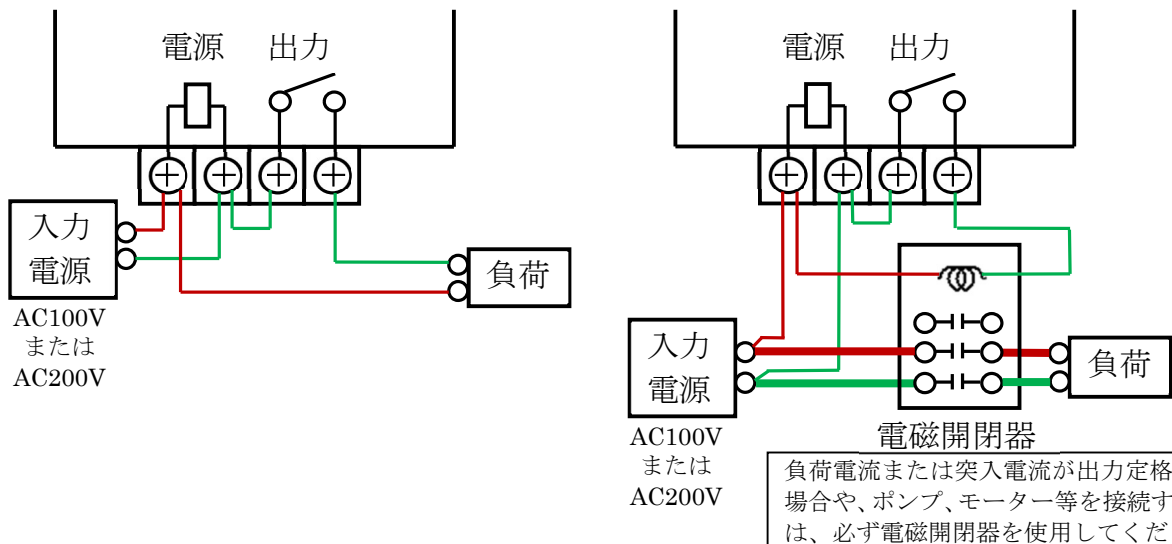 電源 出力
入力
電源
AC100V
または
AC200V
負荷
電源 出力
入力
電源
AC100V
または
AC200V
負荷
電磁開閉器
負荷電流または突入電流が出力定格
場合や、ポンプ、モーター等を接続す
は、必ず電磁開閉器を使用してくだ